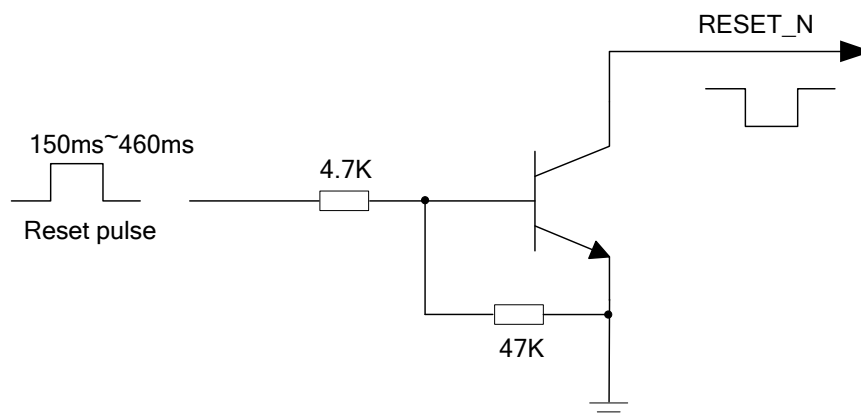 RESET_N
150ms~460ms
4.7K
Reset pulse
47K